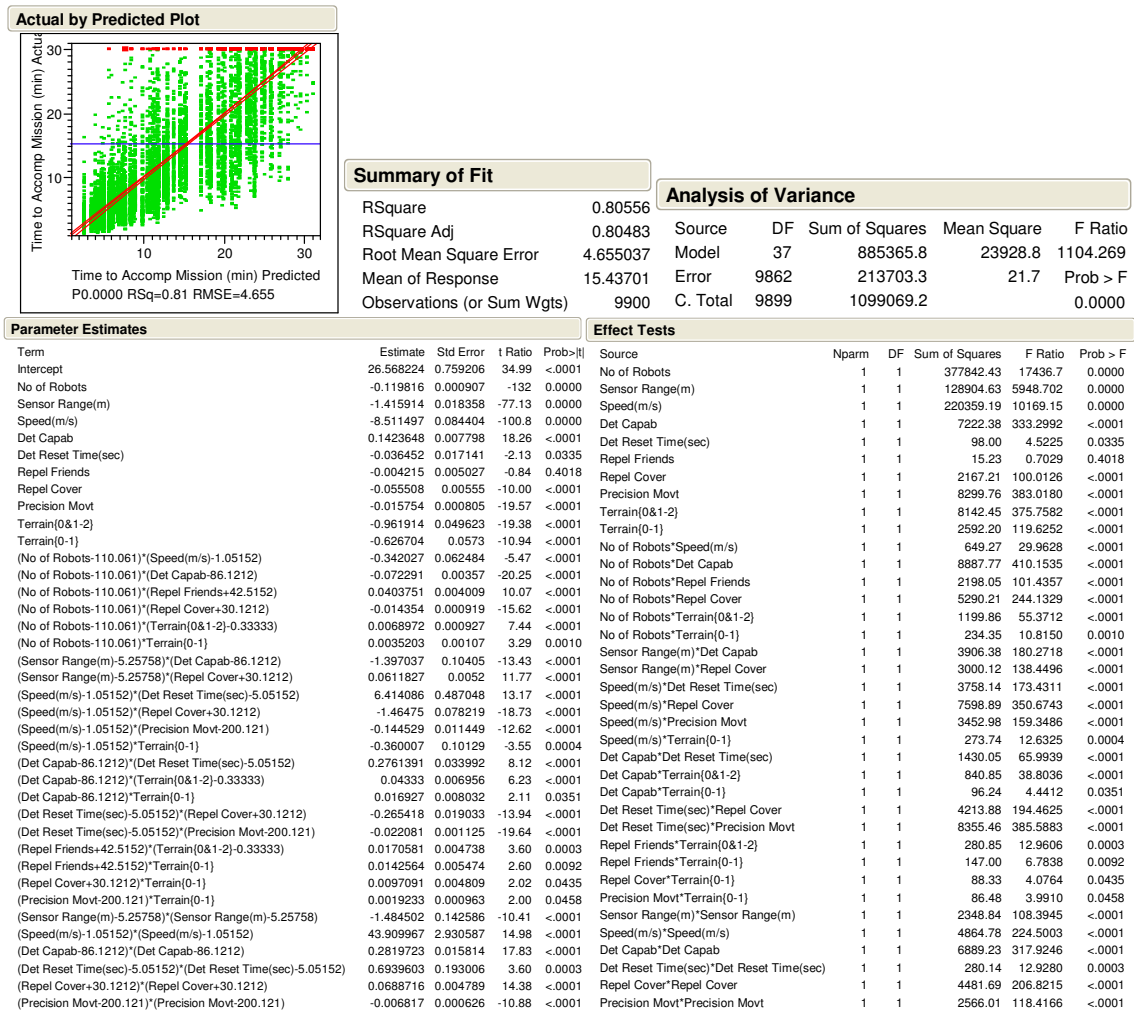 Actual by Predicted Plot
Time to Accomp Mission (min) Actua
30
20
10
10 20 30
Time to Accomp Mission (min) Predicted
P0.0000 RSq=0.81 RMSE=4.655
Summary of Fit
RSquare 0.80556
RSquare Adj 0.80483
Root Mean Square Error 4.655037
Mean of Response 15.43701
Observations (or Sum Wgts) 9900
Analysis of Variance
Source DF Sum of Squares Mean Square F Ratio
Model 37 885365.8 23928.8 1104.269
Error 9862 213703.3 21.7 Prob > F
C. Total 9899 1099069.2 0.0000
Parameter Estimates
Term Estimate Std Error t Ratio Prob>|t|
Intercept 26.568224 0.759206 34.99 <.0001
No of Robots -0.119816 0.000907 -132 0.0000
Sensor Range(m) -1.415914 0.018358 -77.13 0.0000
Speed(m/s) -8.511497 0.084404 -100.8 0.0000
Det Capab 0.1423648 0.007798 18.26 <.0001
Det Reset Time(sec) -0.036452 0.017141 -2.13 0.0335
Repel Friends -0.004215 0.005027 -0.84 0.4018
Repel Cover -0.055508 0.00555 -10.00 <.0001
Precision Movt -0.015754 0.000805 -19.57 <.0001
Terrain{0&1-2} -0.961914 0.049623 -19.38 <.0001
Terrain{0-1} -0.626704 0.0573 -10.94 <.0001
(No of Robots-110.061)*(Speed(m/s)-1.05152) -0.342027 0.062484 -5.47 <.0001
(No of Robots-110.061)*(Det Capab-86.1212) -0.072291 0.00357 -20.25 <.0001
(No of Robots-110.061)*(Repel Friends+42.5152) 0.0403751 0.004009 10.07 <.0001
(No of Robots-110.061)*(Repel Cover+30.1212) -0.014354 0.000919 -15.62 <.0001
(No of Robots-110.061)*(Terrain{0&1-2}-0.33333) 0.0068972 0.000927 7.44 <.0001
(No of Robots-110.061)*Terrain{0-1} 0.0035203 0.00107 3.29 0.0010
(Sensor Range(m)-5.25758)*(Det Capab-86.1212) -1.397037 0.10405 -13.43 <.0001
(Sensor Range(m)-5.25758)*(Repel Cover+30.1212) 0.0611827 0.0052 11.77 <.0001
(Speed(m/s)-1.05152)*(Det Reset Time(sec)-5.05152) 6.414086 0.487048 13.17 <.0001
(Speed(m/s)-1.05152)*(Repel Cover+30.1212) -1.46475 0.078219 -18.73 <.0001
(Speed(m/s)-1.05152)*(Precision Movt-200.121) -0.144529 0.011449 -12.62 <.0001
(Speed(m/s)-1.05152)*Terrain{0-1} -0.360007 0.10129 -3.55 0.0004
(Det Capab-86.1212)*(Det Reset Time(sec)-5.05152) 0.2761391 0.033992 8.12 <.0001
(Det Capab-86.1212)*(Terrain{0&1-2}-0.33333) 0.04333 0.006956 6.23 <.0001
(Det Capab-86.1212)*Terrain{0-1} 0.016927 0.008032 2.11 0.0351
(Det Reset Time(sec)-5.05152)*(Repel Cover+30.1212) -0.265418 0.019033 -13.94 <.0001
(Det Reset Time(sec)-5.05152)*(Precision Movt-200.121) -0.022081 0.001125 -19.64 <.0001
(Repel Friends+42.5152)*(Terrain{0&1-2}-0.33333) 0.0170581 0.004738 3.60 0.0003
(Repel Friends+42.5152)*Terrain{0-1} 0.0142564 0.005474 2.60 0.0092
(Repel Cover+30.1212)*Terrain{0-1} 0.0097091 0.004809 2.02 0.0435
(Precision Movt-200.121)*Terrain{0-1} 0.0019233 0.000963 2.00 0.0458
(Sensor Range(m)-5.25758)*(Sensor Range(m)-5.25758) -1.484502 0.142586 -10.41 <.0001
(Speed(m/s)-1.05152)*(Speed(m/s)-1.05152) 43.909967 2.930587 14.98 <.0001
(Det Capab-86.1212)*(Det Capab-86.1212) 0.2819723 0.015814 17.83 <.0001
(Det Reset Time(sec)-5.05152)*(Det Reset Time(sec)-5.05152) 0.6939603 0.193006 3.60 0.0003
(Repel Cover+30.1212)*(Repel Cover+30.1212) 0.0688716 0.004789 14.38 <.0001
(Precision Movt-200.121)*(Precision Movt-200.121) -0.006817 0.000626 -10.88 <.0001
Effect Tests
Source Nparm DF Sum of Squares F Ratio Prob > F
No of Robots 1 1 377842.43 17436.7 0.0000
Sensor Range(m) 1 1 128904.63 5948.702 0.0000
Speed(m/s) 1 1 220359.19 10169.15 0.0000
Det Capab 1 1 7222.38 333.2992 <.0001
Det Reset Time(sec) 1 1 98.00 4.5225 0.0335
Repel Friends 1 1 15.23 0.7029 0.4018
Repel Cover 1 1 2167.21 100.0126 <.0001
Precision Movt 1 1 8299.76 383.0180 <.0001
Terrain{0&1-2} 1 1 8142.45 375.7582 <.0001
Terrain{0-1} 1 1 2592.20 119.6252 <.0001
No of Robots*Speed(m/s) 1 1 649.27 29.9628 <.0001
No of Robots*Det Capab 1 1 8887.77 410.1535 <.0001
No of Robots*Repel Friends 1 1 2198.05 101.4357 <.0001
No of Robots*Repel Cover 1 1 5290.21 244.1329 <.0001
No of Robots*Terrain{0&1-2} 1 1 1199.86 55.3712 <.0001
No of Robots*Terrain{0-1} 1 1 234.35 10.8150 0.0010
Sensor Range(m)*Det Capab 1 1 3906.38 180.2718 <.0001
Sensor Range(m)*Repel Cover 1 1 3000.12 138.4496 <.0001
Speed(m/s)*Det Reset Time(sec) 1 1 3758.14 173.4311 <.0001
Speed(m/s)*Repel Cover 1 1 7598.89 350.6743 <.0001
Speed(m/s)*Precision Movt 1 1 3452.98 159.3486 <.0001
Speed(m/s)*Terrain{0-1} 1 1 273.74 12.6325 0.0004
Det Capab*Det Reset Time(sec) 1 1 1430.05 65.9939 <.0001
Det Capab*Terrain{0&1-2} 1 1 840.85 38.8036 <.0001
Det Capab*Terrain{0-1} 1 1 96.24 4.4412 0.0351
Det Reset Time(sec)*Repel Cover 1 1 4213.88 194.4625 <.0001
Det Reset Time(sec)*Precision Movt 1 1 8355.46 385.5883 <.0001
Repel Friends*Terrain{0&1-2} 1 1 280.85 12.9606 0.0003
Repel Friends*Terrain{0-1} 1 1 147.00 6.7838 0.0092
Repel Cover*Terrain{0-1} 1 1 88.33 4.0764 0.0435
Precision Movt*Terrain{0-1} 1 1 86.48 3.9910 0.0458
Sensor Range(m)*Sensor Range(m) 1 1 2348.84 108.3945 <.0001
Speed(m/s)*Speed(m/s) 1 1 4864.78 224.5003 <.0001
Det Capab*Det Capab 1 1 6889.23 317.9246 <.0001
Det Reset Time(sec)*Det Reset Time(sec) 1 1 280.14 12.9280 0.0003
Repel Cover*Repel Cover 1 1 4481.69 206.8215 <.0001
Precision Movt*Precision Movt 1 1 2566.01 118.4166 <.0001